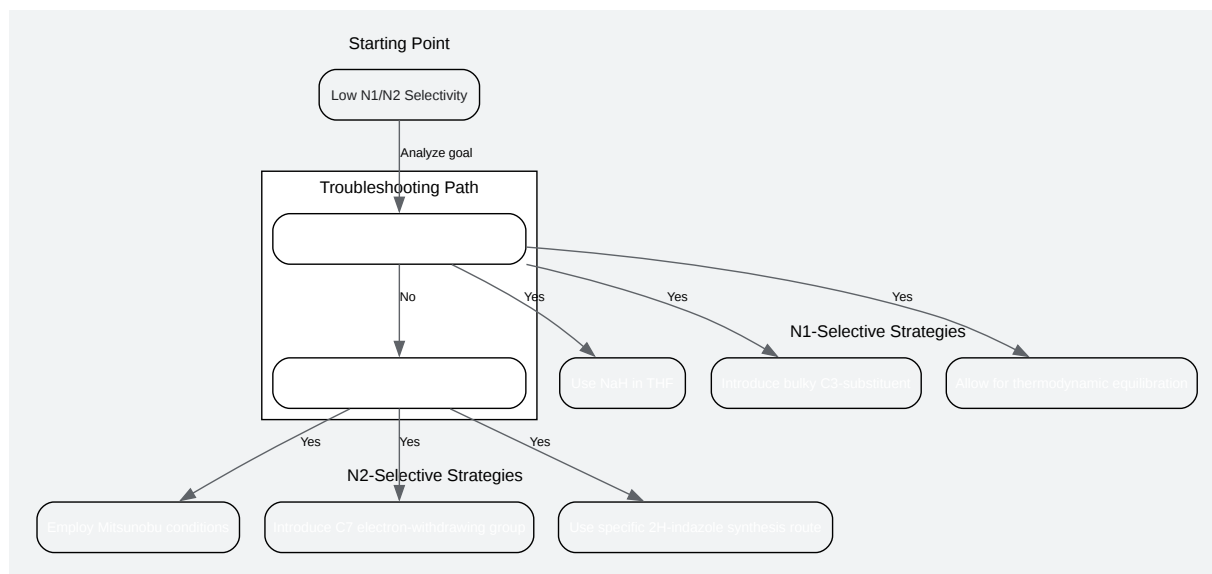 Starting Point
Low N1/N2 Selectivity
Analyze goal
Troubleshooting Path
No
Yes
Yes
Yes
N1-Selective Strategies
Use NaH in THF
Introduce bulky C3-substituent
Allow for thermodynamic equilibration
Yes
Yes
Yes
N2-Selective Strategies
Employ Mitsunobu conditions
Introduce C7 electron-withdrawing group
Use specific 2H-indazole synthesis route